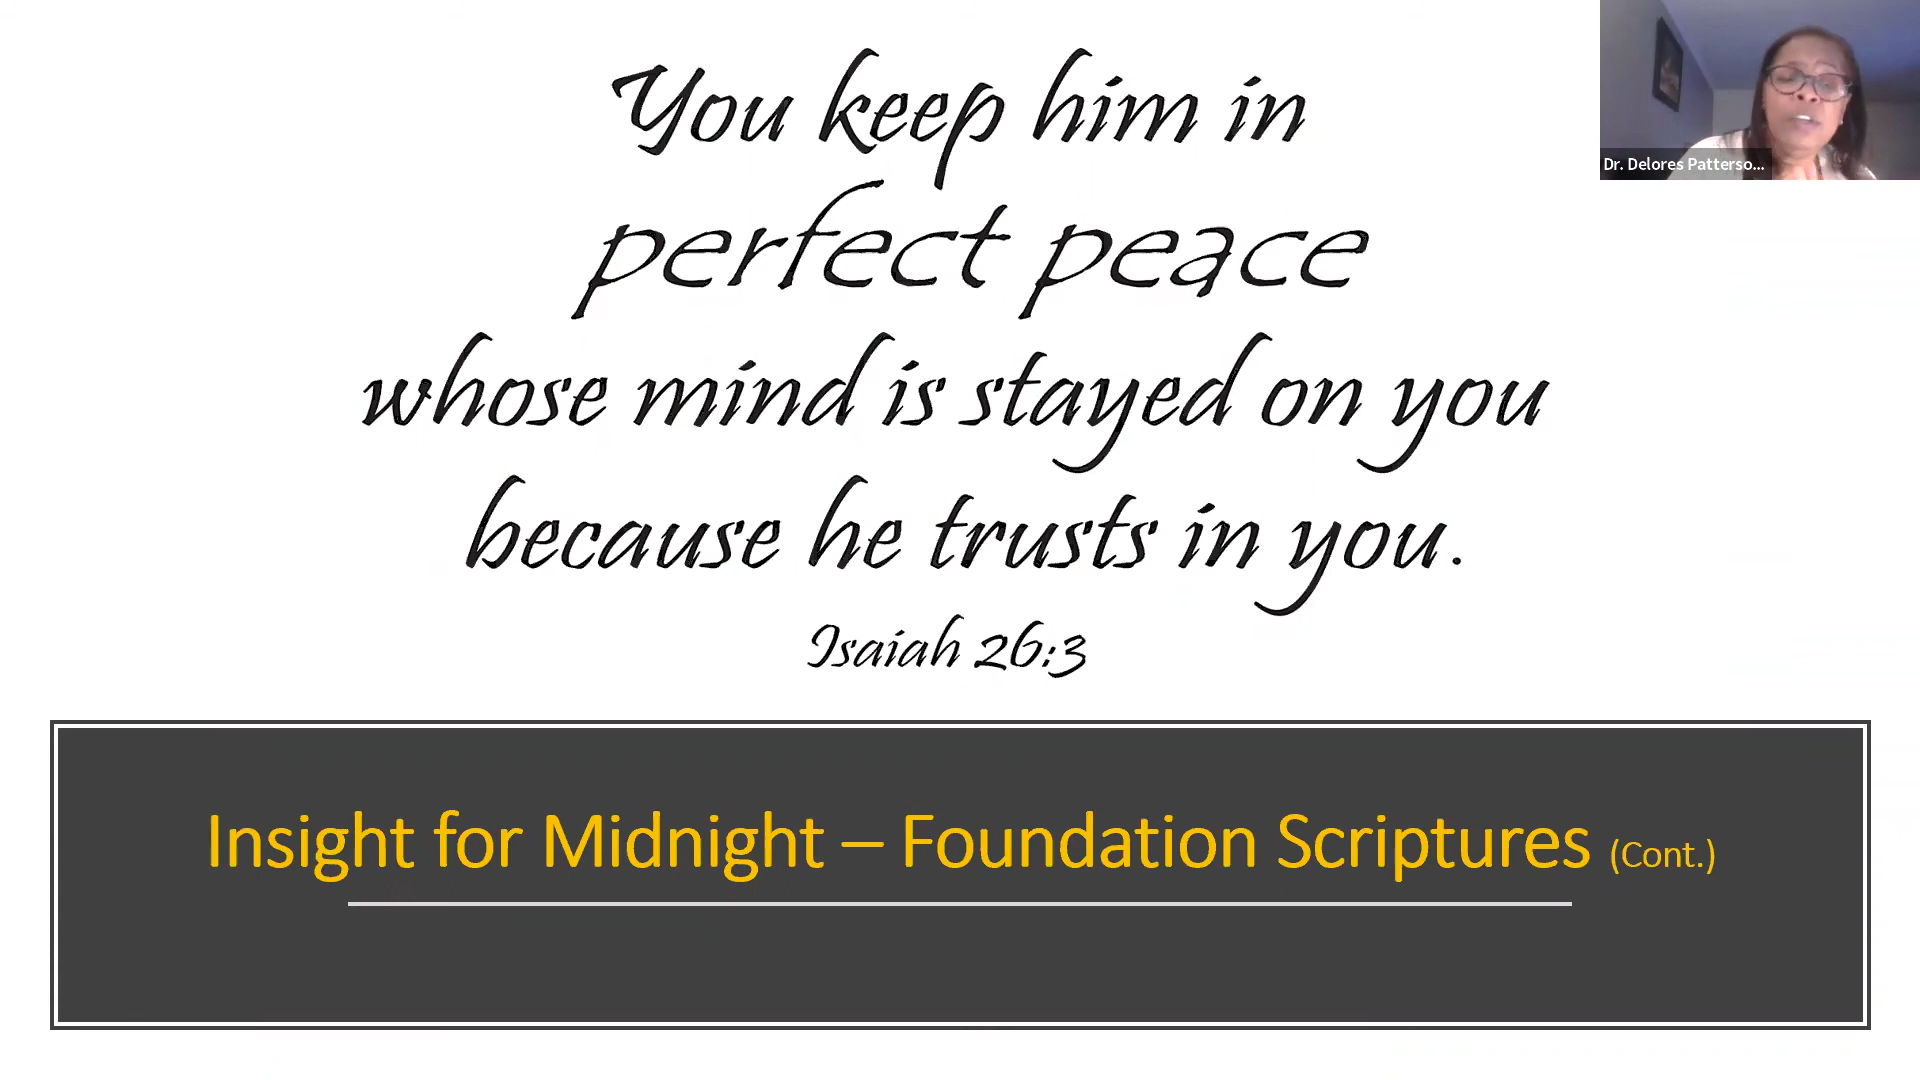 You keep him in
perfect peace
whose mind is stayed on you
because he trusts in you.
Isaiah 26:3
Dr. Delores Patterso...
Insight for Midnight – Foundation Scriptures (Cont.)